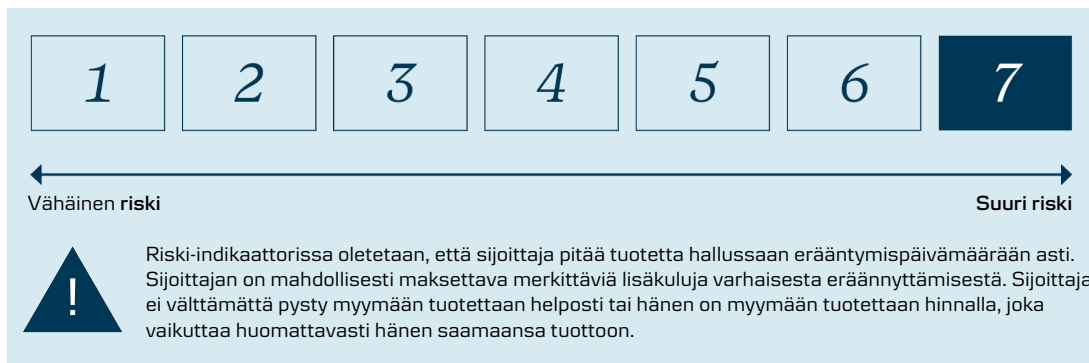 1 2 3 4 5 6 7
Vähäinen riski Suuri riski
Riski-indikaattorissa oletetaan, että sijoittaja pitää tuotetta hallussaan erääntymispäivämäärään asti.
Sijoittajan on mahdollisesti maksettava merkittäviä lisäkuluja varhaisesta eräännyttämisestä. Sijoittaja
ei välttämättä pysty myymään tuotettaan helposti tai hänen on myymään tuotettaan hinnalla, joka
vaikuttaa huomattavasti hänen saamaansa tuottoon.
!